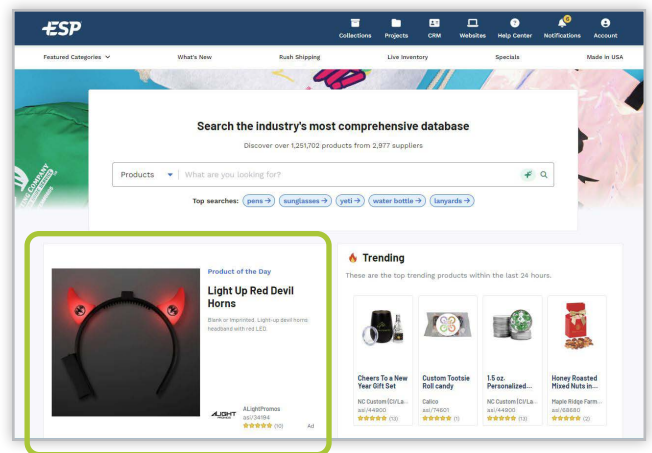 ESP
Collections Projects CRM Websites Help Center Notifications Account
6
Featured Categories What's New Rush Shipping Live Inventory Specials Made in USA
Search the industry's most comprehensive database
Discover over 1,251,702 products from 2,977 suppliers
Products What are you looking for?
Top searches: pens → sunglasses → yeti → water bottle → lanyards →
COMPANY
Product of the Day
Light Up Red Devil
Horns
Blank or Imprinted. Light-up devil horns
headband with red LED.
ALIGHT
PROMOS
ALightPromos
asi/34194
(10) Ad
Trending
These are the top trending products within the last 24 hours.
Cheers To a New
Year Gift Set
NC Custom (CI/La...
asi/44900
(13)
Custom Tootsie
Roll candy
Calico
asi/74601
(1)
1.5 oz.
Personalized...
NC Custom (CI/La...
asi/44900
(13)
Honey Roasted
Mixed Nuts in...
Maple Ridge Farm...
asi/68680
(2)